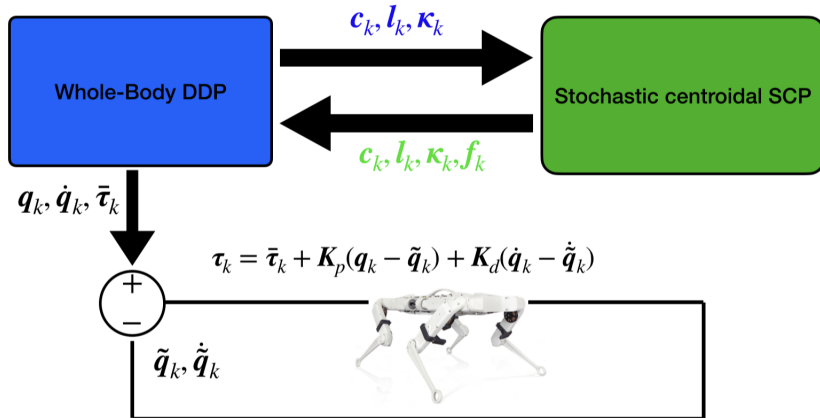 c_k, l_k, κ_k
Whole-Body DDP
Stochastic centroidal SCP
c_k, l_k, κ_k, f_k
q_k, q̇_k, τ̄_k
τ_k = τ̄_k + K_p(q_k − q̃_k) + K_d(q̇_k − q̃̇_k)
+
−
q̃_k, q̃̇_k